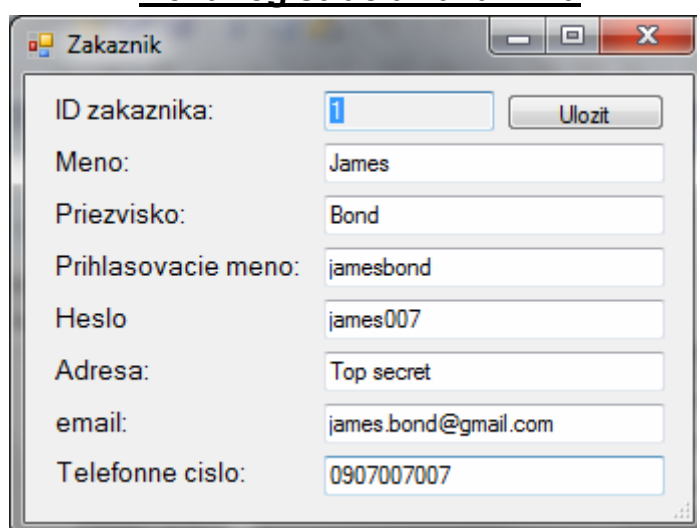 Zakaznik
ID zakaznika: 1 Ulozit
Meno: James
Priezvisko: Bond
Prihlasovacie meno: jamesbond
Heslo james007
Adresa: Top secret
email: james.bond@gmail.com
Telefonne cislo: 0907007007